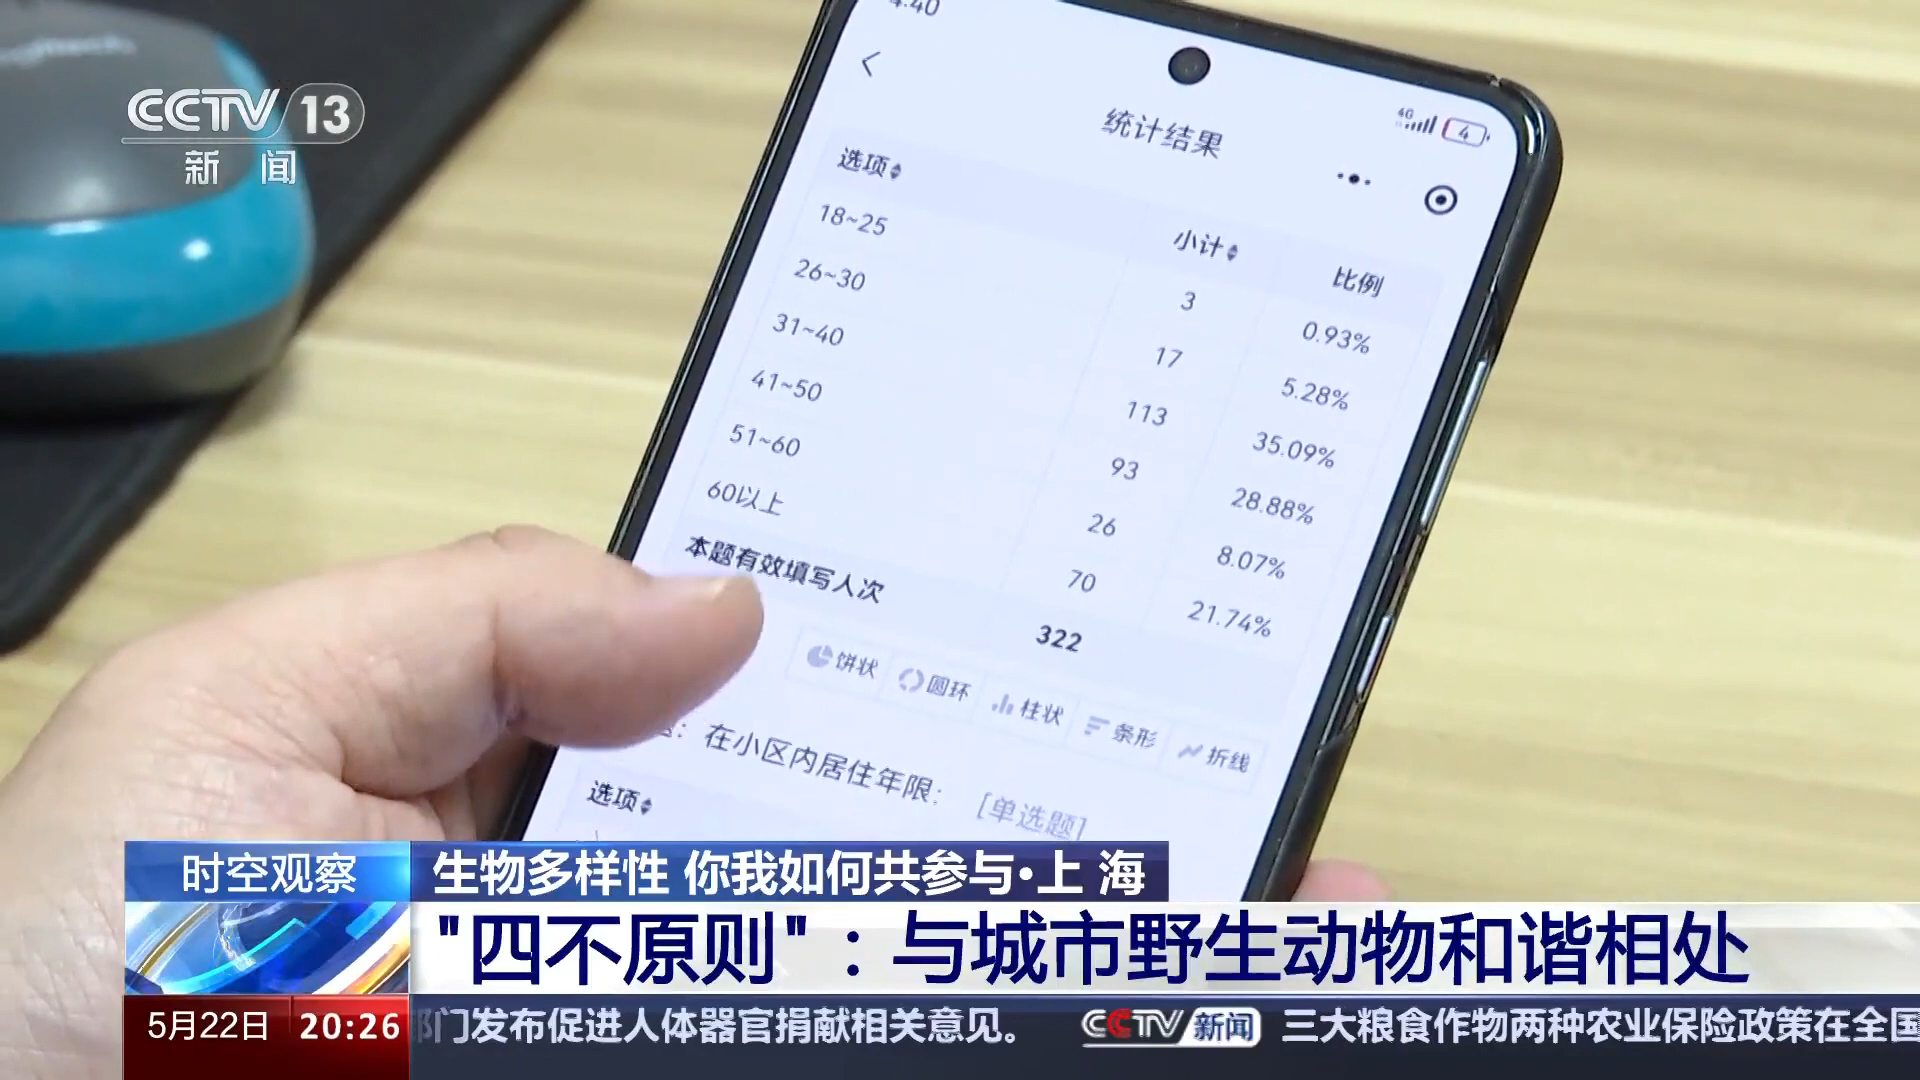 CCTV 13
新闻
4:40
4G
4
统计结果
选项 小计 比例
18~25 3 0.93%
26~30 17 5.28%
31~40 113 35.09%
41~50 93 28.88%
51~60 26 8.07%
60以上 70 21.74%
本题有效填写人次 322
饼状 圆环 柱状 条形 折线
在小区内居住年限: [单选题]
选项
时空观察
生物多样性 你我如何共参与·上 海
"四不原则"：与城市野生动物和谐相处
5月22日 20:26
部门发布促进人体器官捐献相关意见。 CCTV 新闻 三大粮食作物两种农业保险政策在全国